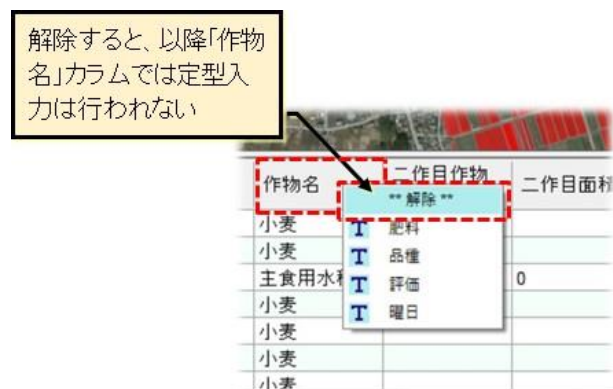 解除すると、以降「作物
名」カラムでは定型入
力は行われない
作物名
二作目作物
二作目面積
** 解除 **
小麦
T 肥料
小麦
T 品種
主食用水稲
T 評価
0
小麦
T 曜日
小麦
小麦
小麦